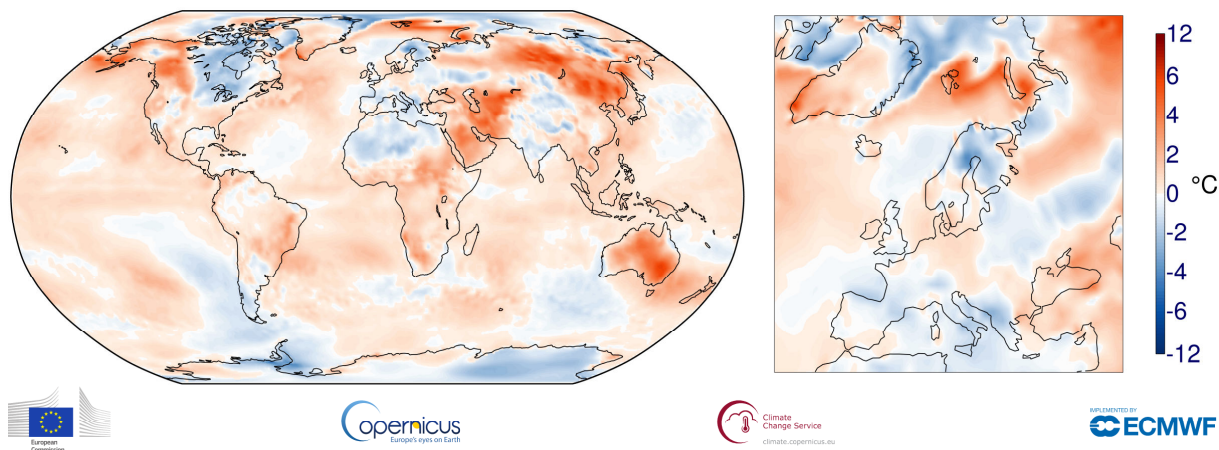 12
6
4
2
0
-2
-4
-6
-12
°C
European
Commission
opernicus
Europe's eyes on Earth
Climate
Change Service
climate.copernicus.eu
IMPLEMENTED BY
ECMWF